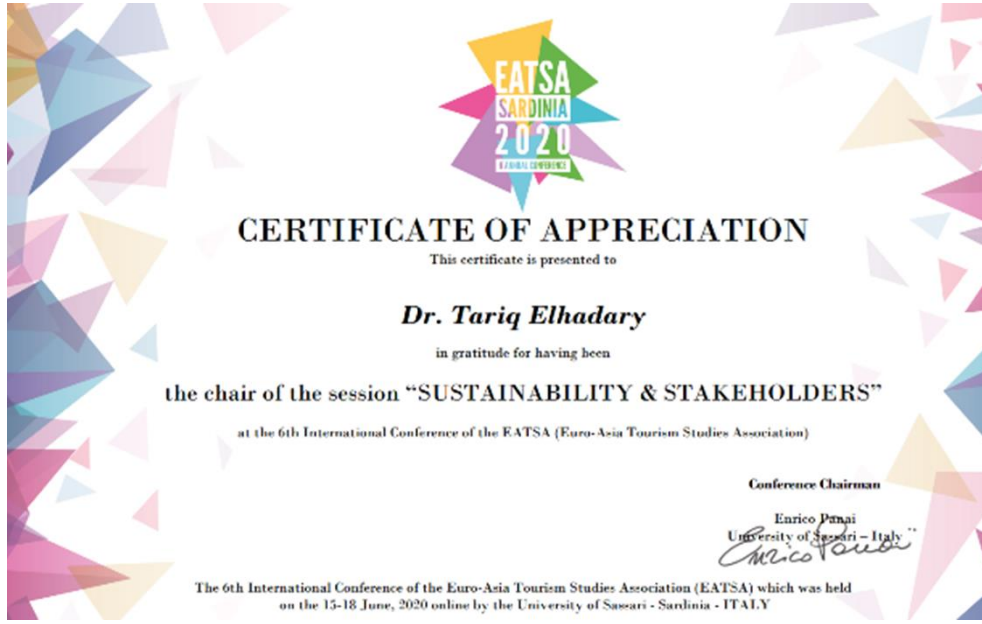 EATSA
SARDINIA
2020
ANNUAL CONFERENCE
CERTIFICATE OF APPRECIATION
This certificate is presented to
Dr. Tariq Elhadary
in gratitude for having been
the chair of the session “SUSTAINABILITY & STAKEHOLDERS”
at the 6th International Conference of the EATSA (Euro-Asia Tourism Studies Association)
Conference Chairman
Enrico Panai
University of Sassari – Italy
Enrico Panai
The 6th International Conference of the Euro-Asia Tourism Studies Association (EATSA) which was held
on the 15-18 June, 2020 online by the University of Sassari - Sardinia - ITALY